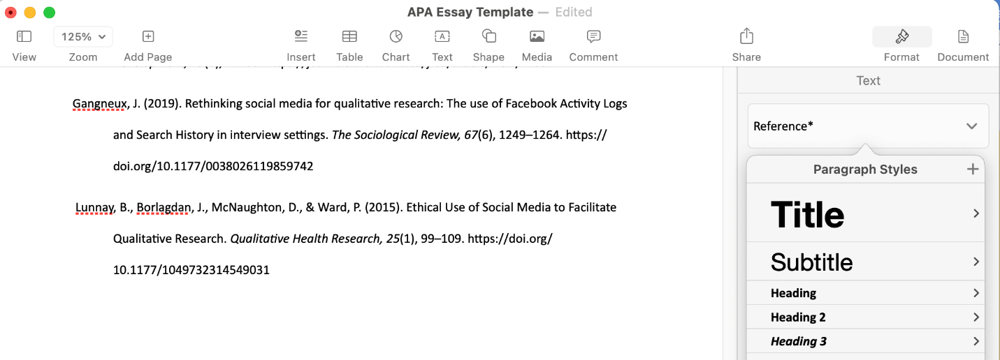 APA Essay Template — Edited
125%
View Zoom Add Page Insert Table Chart Text Shape Media Comment Share Format Document
Text
Gangneux, J. (2019). Rethinking social media for qualitative research: The use of Facebook Activity Logs
and Search History in interview settings. The Sociological Review, 67(6), 1249–1264. https://
doi.org/10.1177/0038026119859742
Lunnay, B., Borlagdan, J., McNaughton, D., & Ward, P. (2015). Ethical Use of Social Media to Facilitate
Qualitative Research. Qualitative Health Research, 25(1), 99–109. https://doi.org/
10.1177/1049732314549031
Reference*
Paragraph Styles
Title
Subtitle
Heading
Heading 2
Heading 3